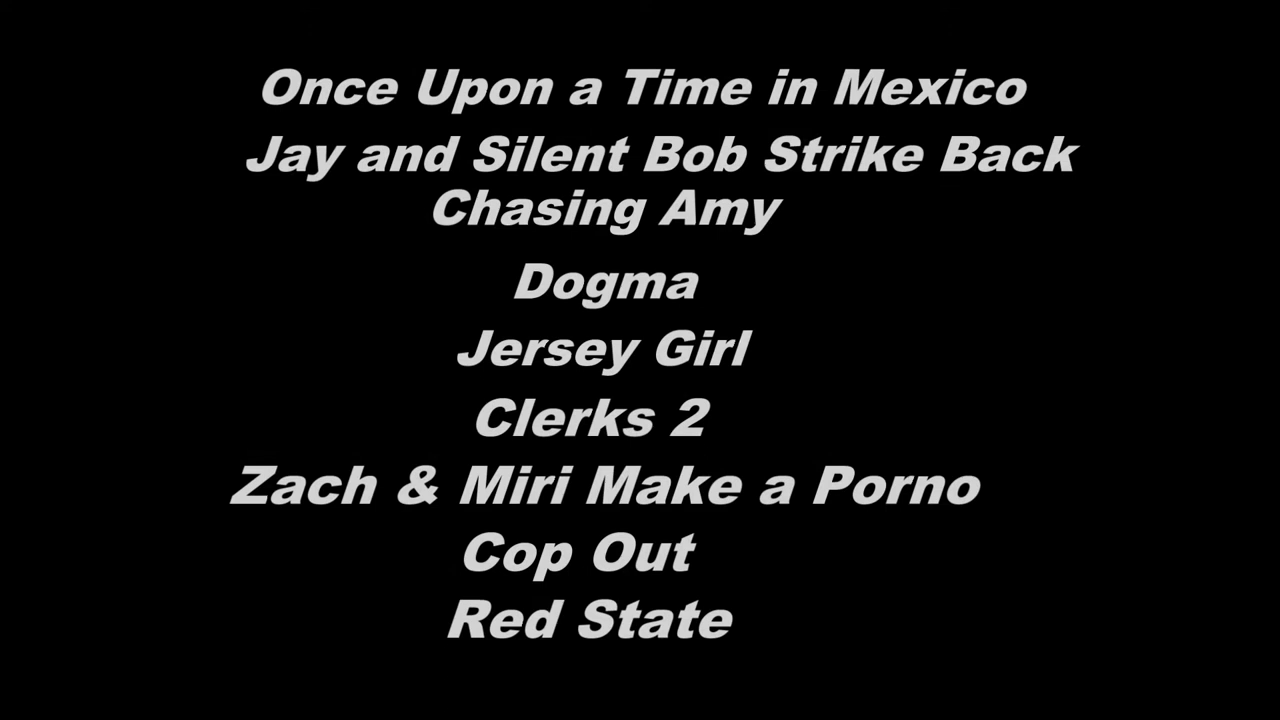 Once Upon a Time in Mexico
Jay and Silent Bob Strike Back
Chasing Amy
Dogma
Jersey Girl
Clerks 2
Zach & Miri Make a Porno
Cop Out
Red State